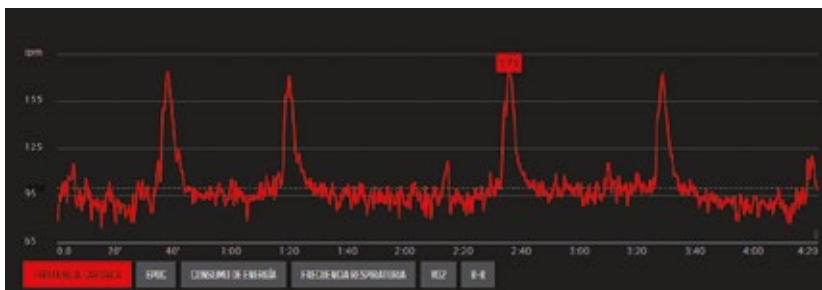 155
125
95
65
0.0 20' 40' 1:00 1:20 1:40 2:00 2:20 2:40 3:00 3:20 3:40 4:00 4:20
FRECUENCIA CARDÍACA EPOC CONSUMO DE ENERGÍA FRECUENCIA RESPIRATORIA VO2 R-R